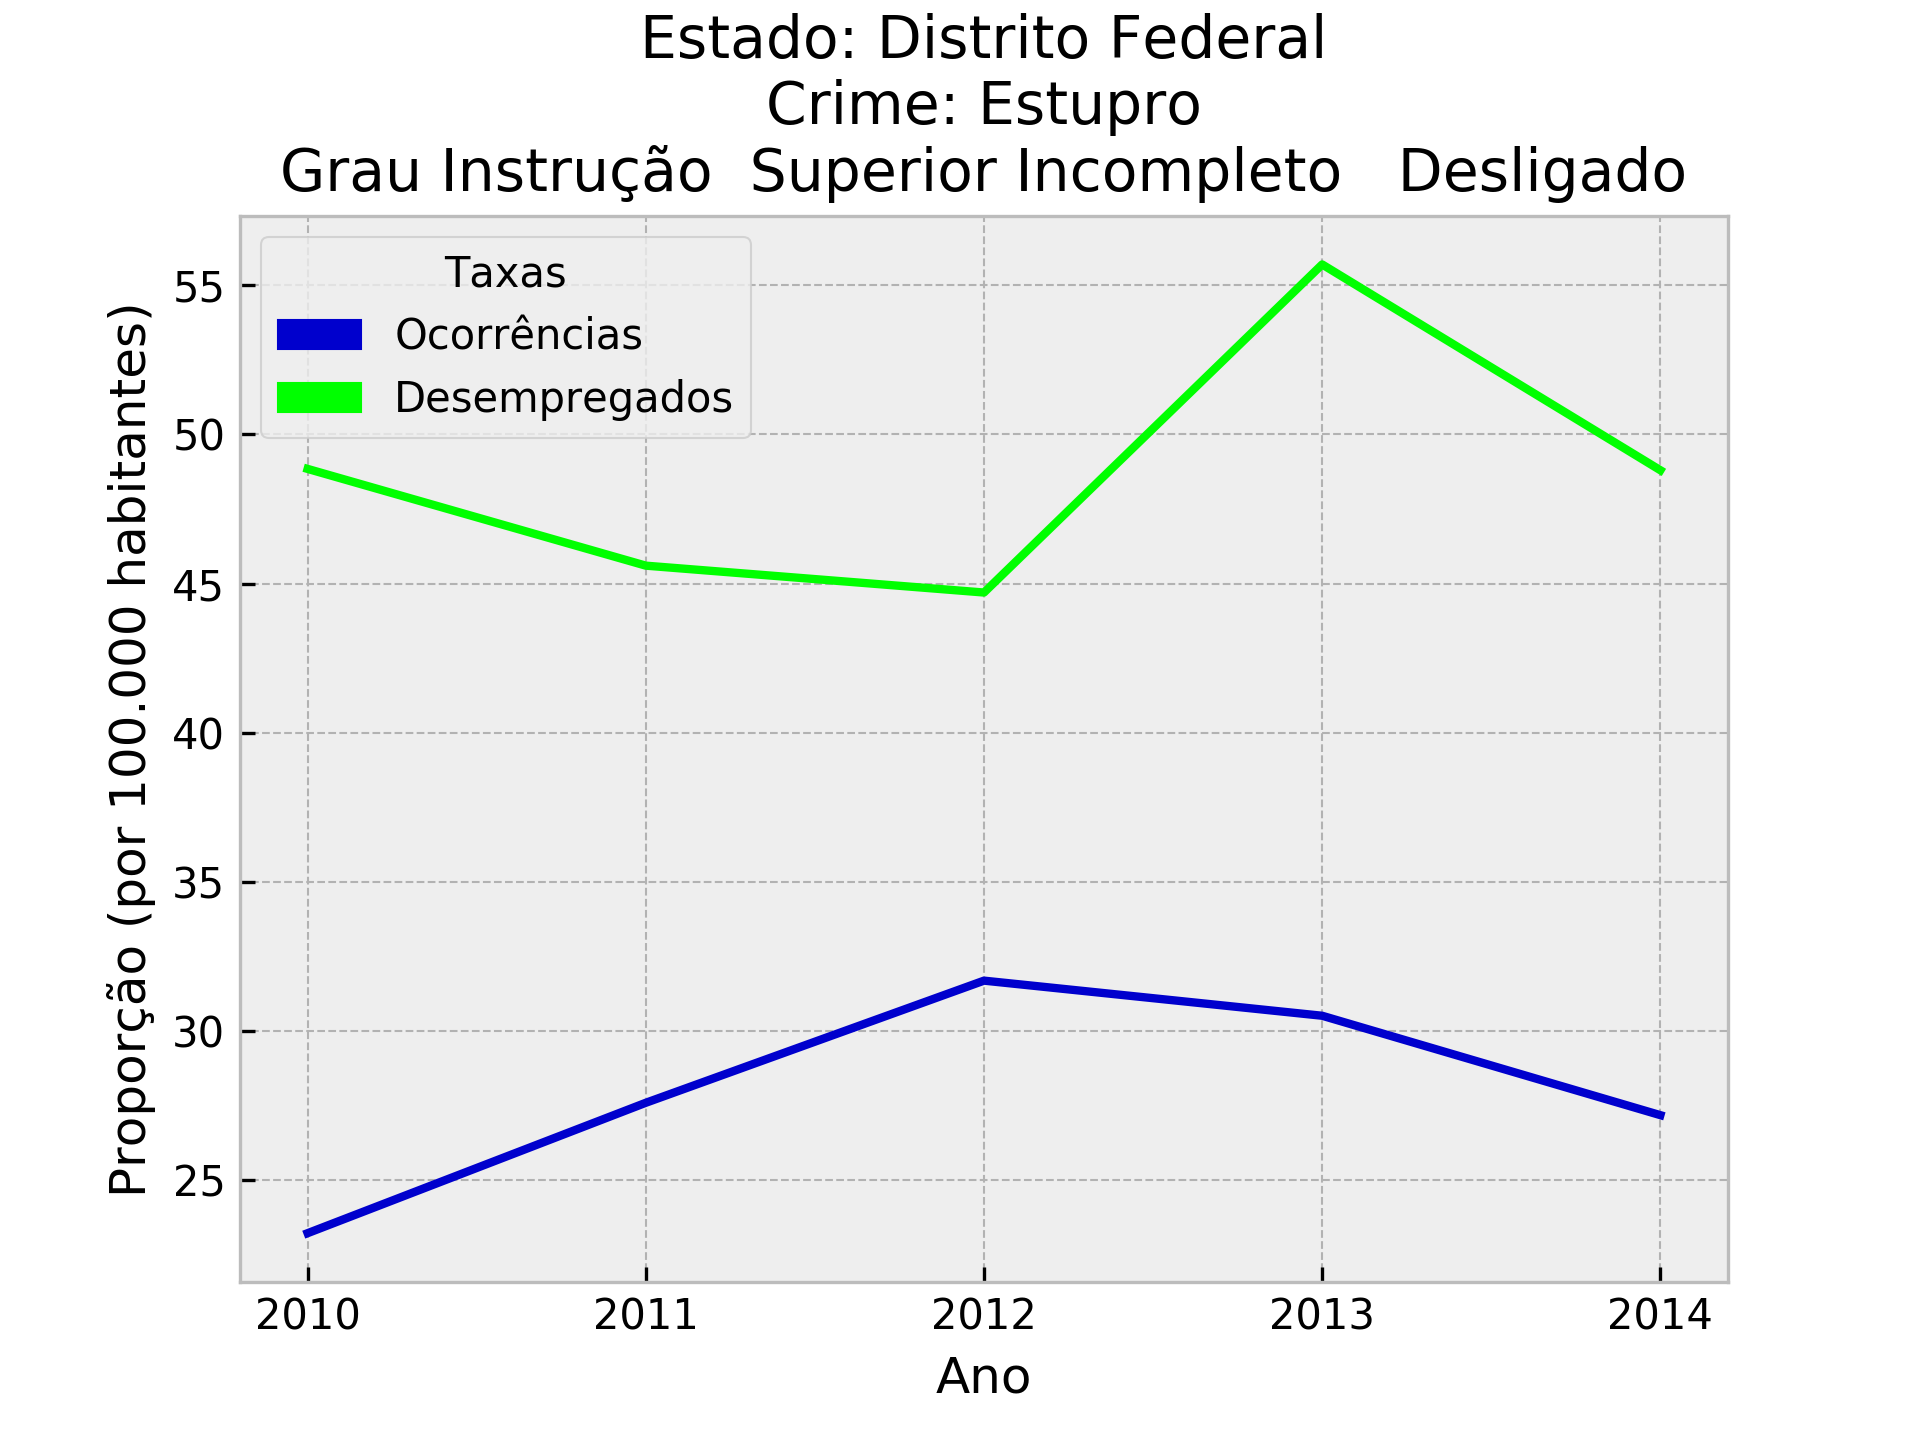 Estado: Distrito Federal
Crime: Estupro
Grau Instrução  Superior Incompleto   Desligado
Taxas
Ocorrências
Desempregados
Proporção (por 100.000 habitantes)
55
50
45
40
35
30
25
2010 2011 2012 2013 2014
Ano